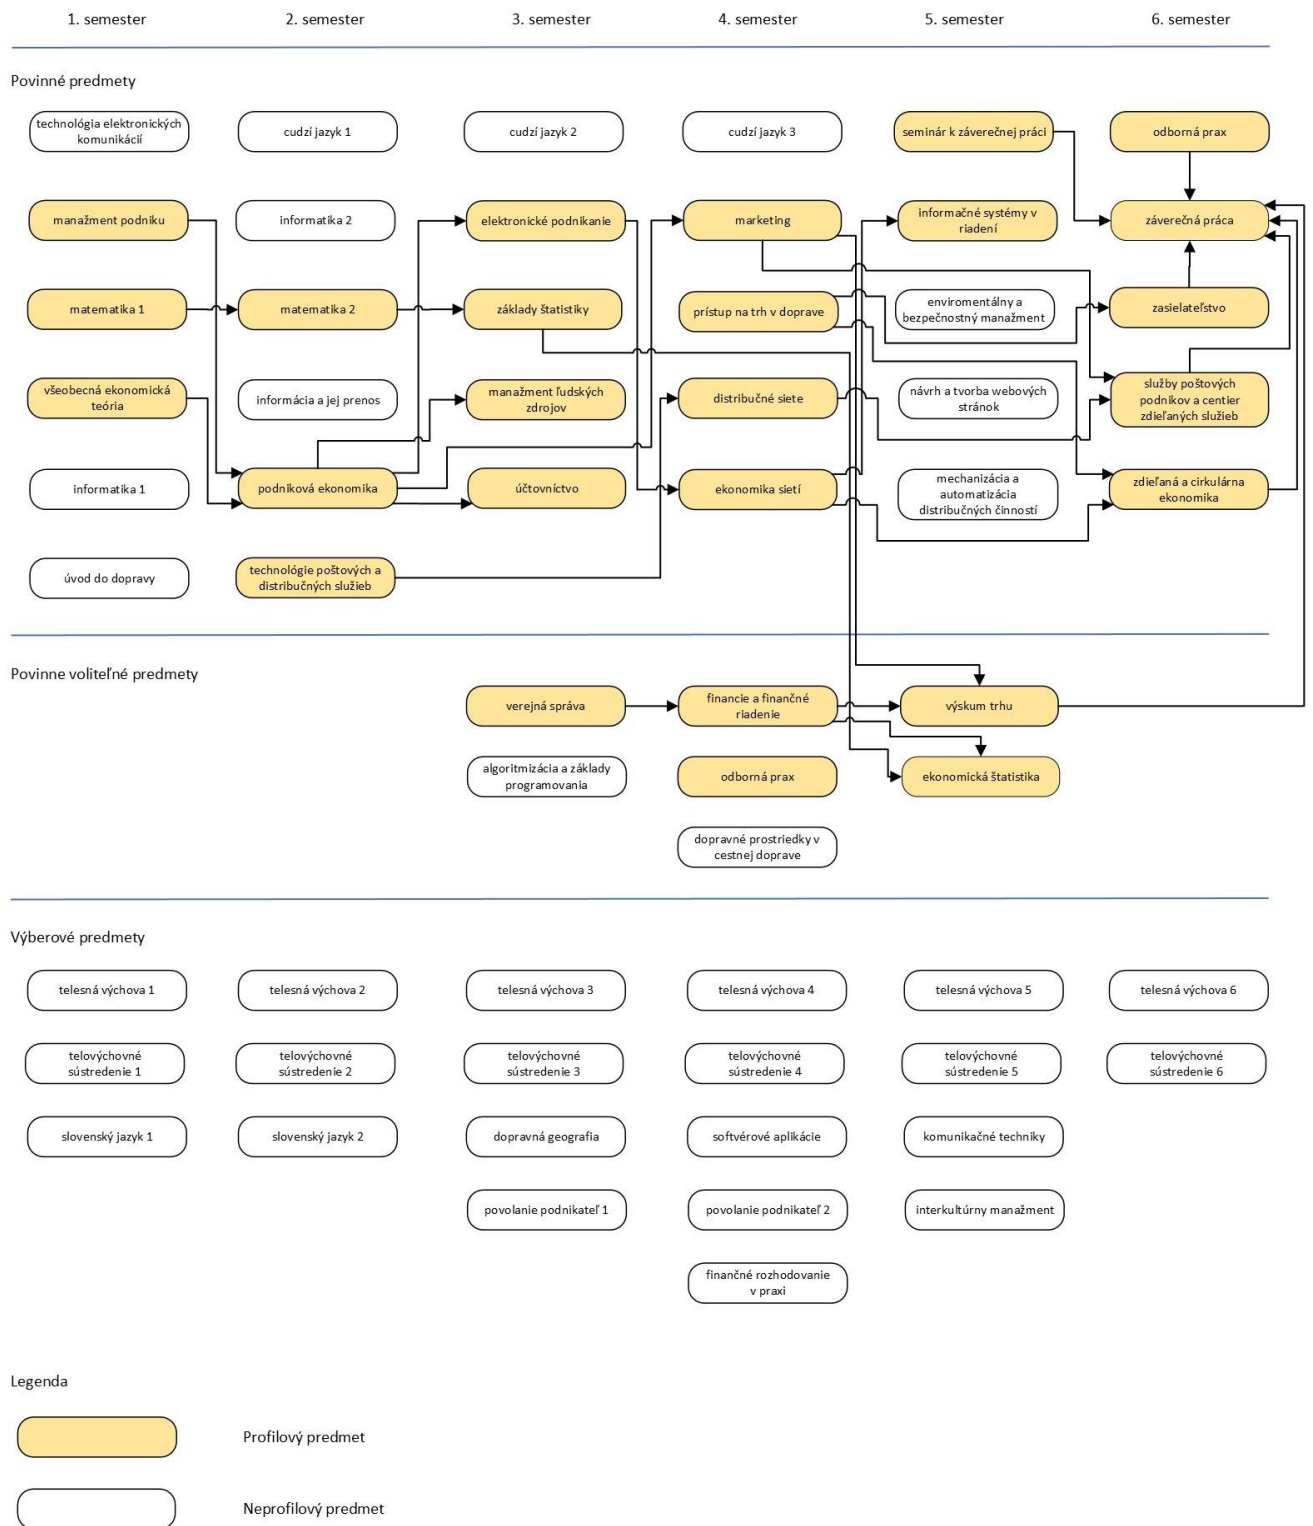 1. semester
2. semester
3. semester
4. semester
5. semester
6. semester
Povinné predmety
technológia elektronických
komunikácií
cudzí jazyk 1
cudzí jazyk 2
cudzí jazyk 3
seminár k záverečnej práci
odborná prax
manažment podniku
informatika 2
elektronické podnikanie
marketing
informačné systémy v
riadení
záverečná práca
matematika 1
matematika 2
základy štatistiky
prístup na trh v doprave
enviromentálny a
bezpečnostný manažment
zasielateľstvo
všeobecná ekonomická
teória
informácia a jej prenos
manažment ľudských
zdrojov
distribučné siete
návrh a tvorba webových
stránok
služby poštových
podnikov a centier
zdieľaných služieb
informatika 1
podniková ekonomika
účtovníctvo
ekonomika sietí
mechanizácia a
automatizácia
distribučných činností
zdieľaná a cirkulárna
ekonomika
úvod do dopravy
technológie poštových a
distribučných služieb
Povinne voliteľné predmety
verejná správa
financie a finančné
riadenie
výskum trhu
algoritmizácia a základy
programovania
odborná prax
ekonomická štatistika
dopravné prostriedky v
cestnej doprave
Výberové predmety
telesná výchova 1
telesná výchova 2
telesná výchova 3
telesná výchova 4
telesná výchova 5
telesná výchova 6
telovýchovné
sústredenie 1
telovýchovné
sústredenie 2
telovýchovné
sústredenie 3
telovýchovné
sústredenie 4
telovýchovné
sústredenie 5
telovýchovné
sústredenie 6
slovenský jazyk 1
slovenský jazyk 2
dopravná geografia
softvérové aplikácie
komunikačné techniky
povolanie podnikateľ 1
povolanie podnikateľ 2
interkultúrny manažment
finančné rozhodovanie
v praxi
Legenda
Profilový predmet
Neprofilový predmet